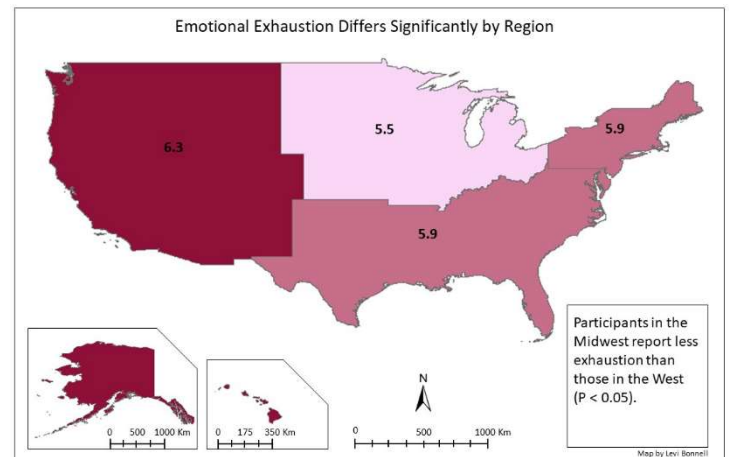 Emotional Exhaustion Differs Significantly by Region
6.3
5.5
5.9
5.9
Participants in the
Midwest report less
exhaustion than
those in the West
(P < 0.05).
N
0 500 1000 Km
0 175 350 Km
0 500 1000 Km
Map by Levi Bonnell